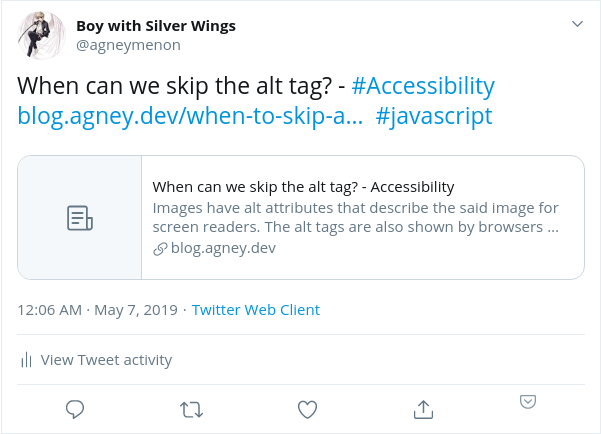 Boy with Silver Wings
@agneymenon
When can we skip the alt tag? - #Accessibility
blog.agney.dev/when-to-skip-a… #javascript
When can we skip the alt tag? - Accessibility
Images have alt attributes that describe the said image for
screen readers. The alt tags are also shown by browsers ...
blog.agney.dev
12:06 AM · May 7, 2019 · Twitter Web Client
View Tweet activity